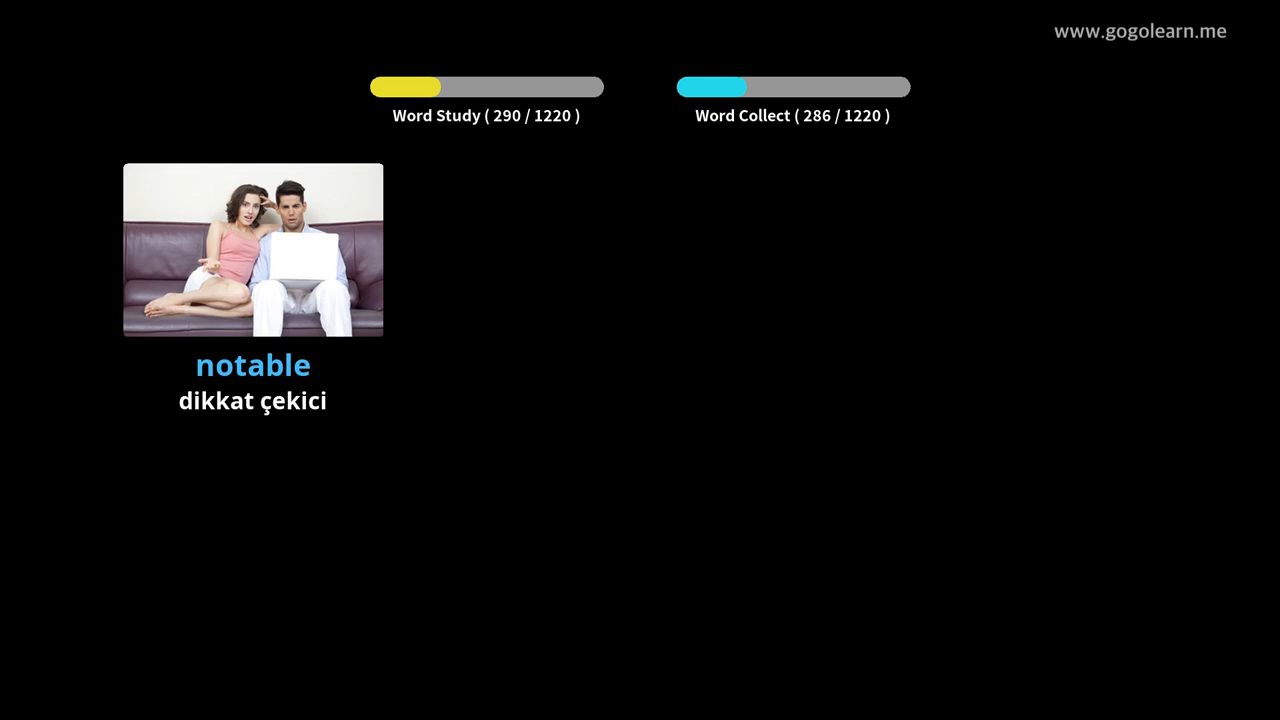 www.gogolearn.me
Word Study ( 290 / 1220 )
Word Collect ( 286 / 1220 )
notable
dikkat çekici